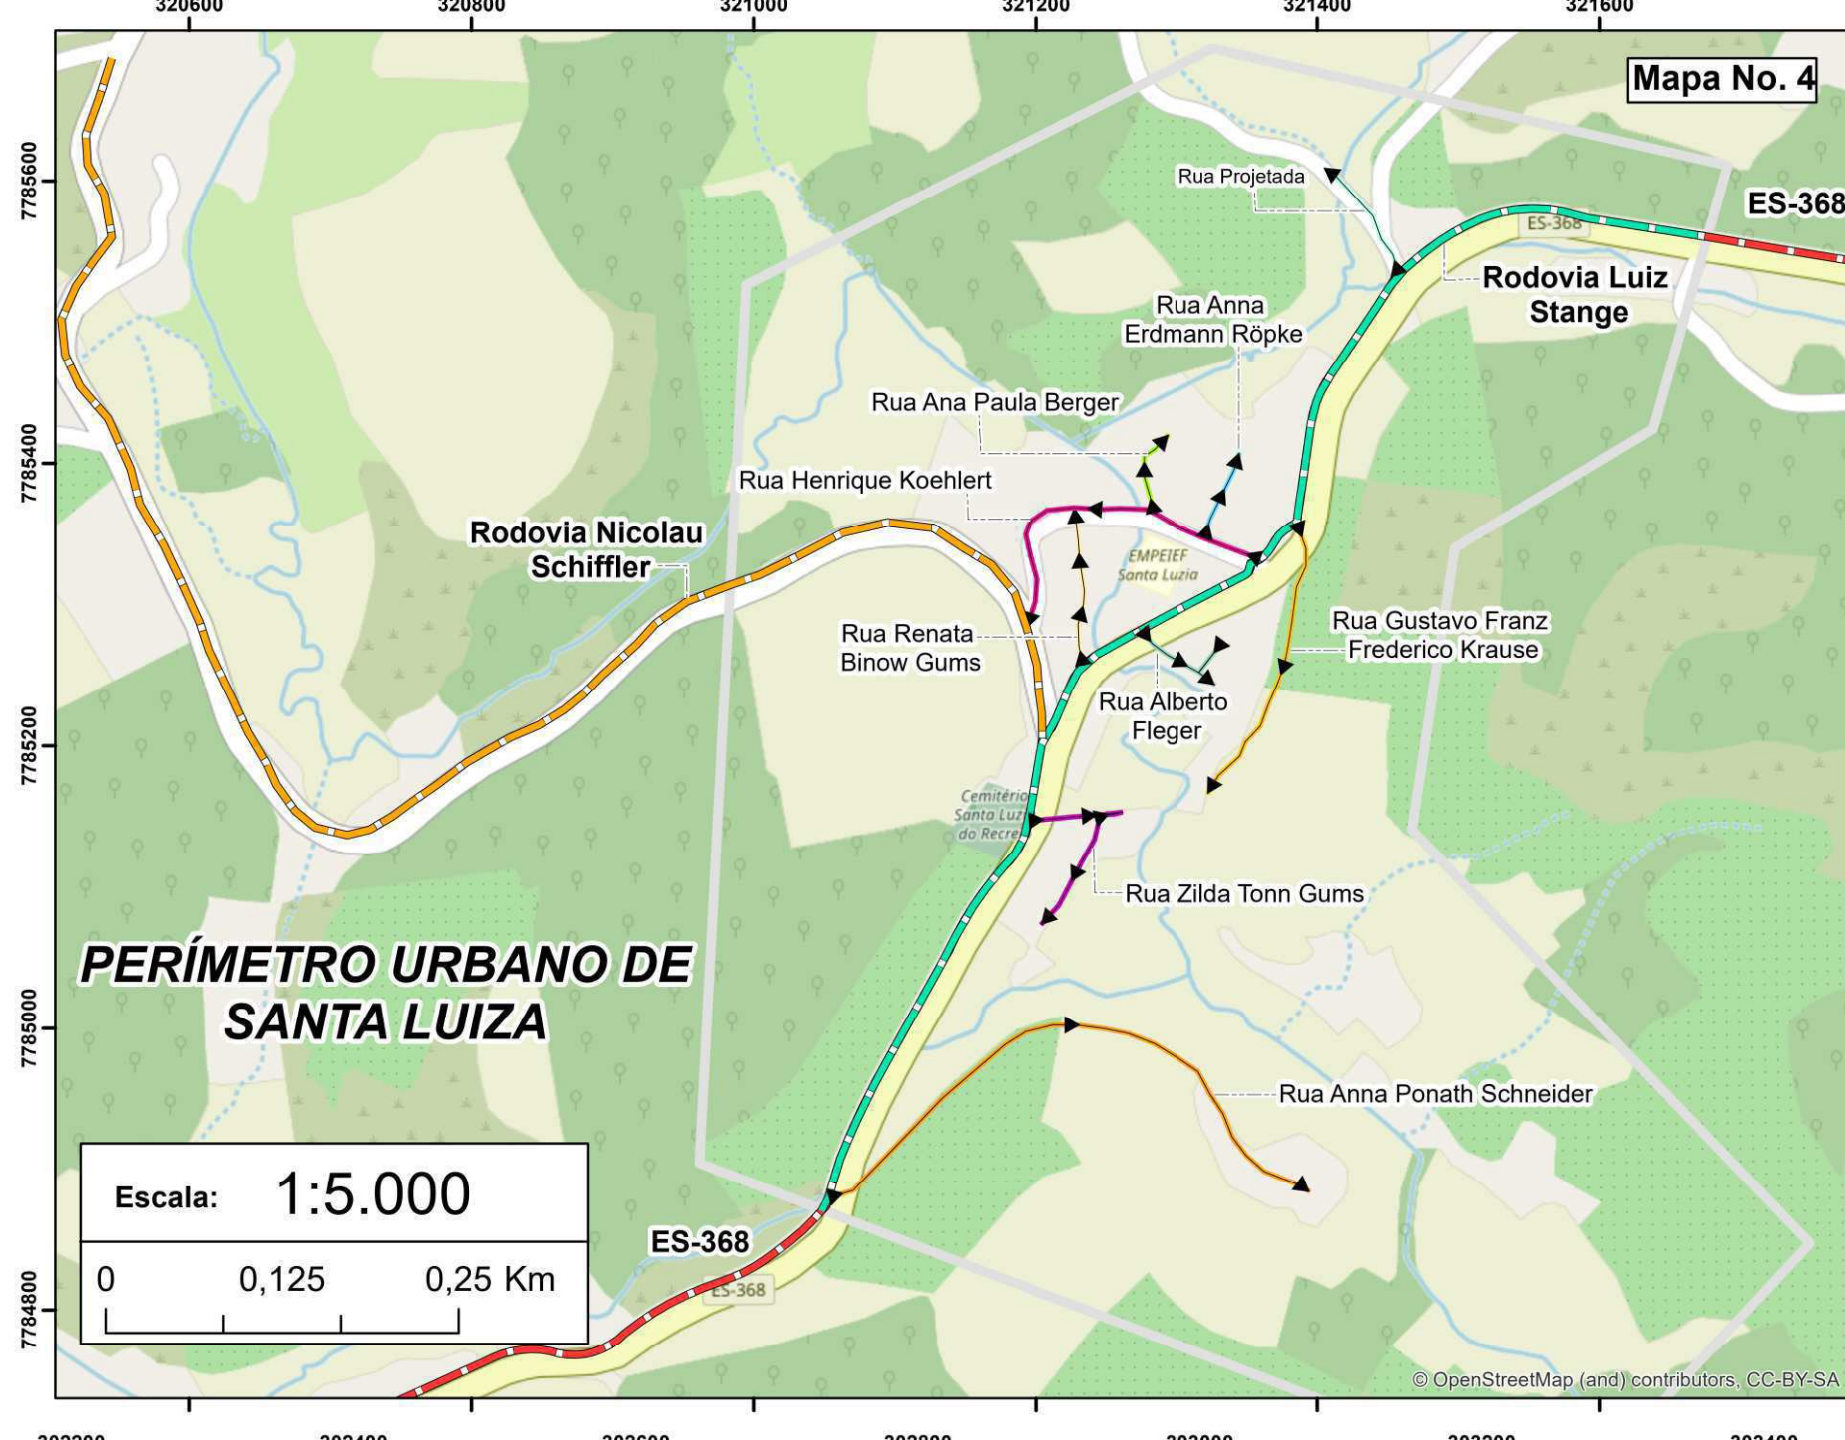 320600 320800 321000 321200 321400 321600
Mapa No. 4
7785600
7785400
7785200
7785000
7784800
Rua Projetada
ES-368
ES-368
Rodovia Luiz
Stange
Rua Anna
Erdmann Röpke
Rua Ana Paula Berger
Rua Henrique Koehlert
Rodovia Nicolau
Schiffler
EMPEIEF
Santa Luzia
Rua Renata
Binow Gums
Rua Gustavo Franz
Frederico Krause
Rua Alberto
Fleger
Cemitério
Santa Luz
do Recre
Rua Zilda Tonn Gums
PERÍMETRO URBANO DE
SANTA LUIZA
Rua Anna Ponath Schneider
Escala: 1:5.000
0 0,125 0,25 Km
ES-368
ES-368
© OpenStreetMap (and) contributors, CC-BY-SA